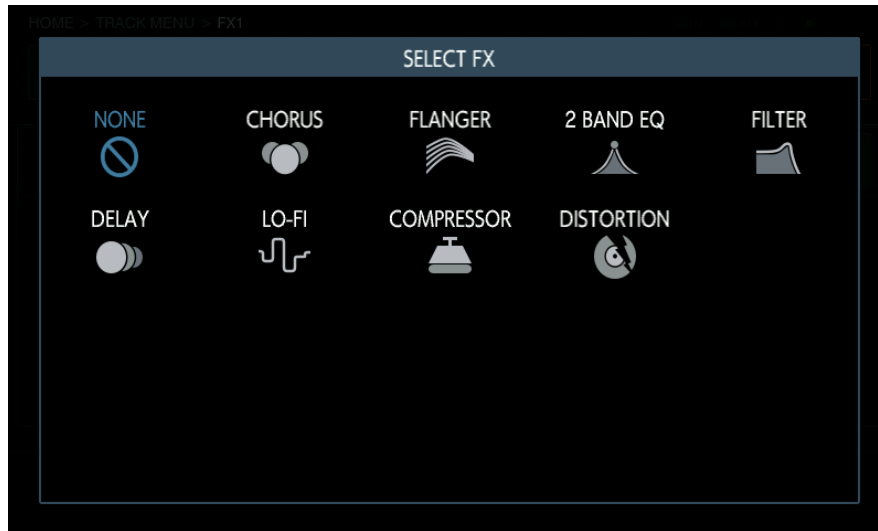 HOME > TRACK MENU > FX1
SELECT FX
NONE CHORUS FLANGER 2 BAND EQ FILTER
DELAY LO-FI COMPRESSOR DISTORTION